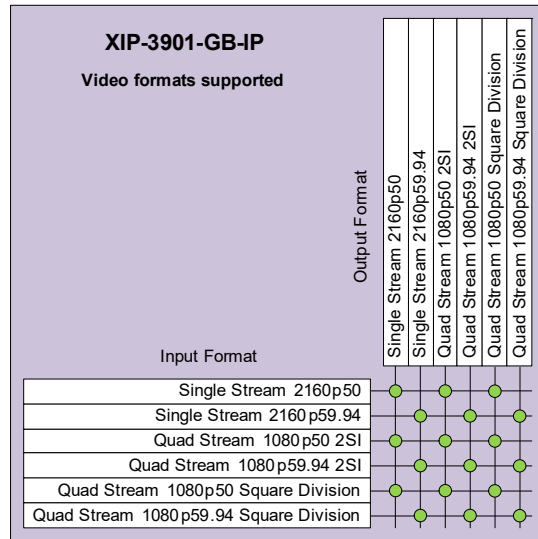 XIP-3901-GB-IP
Video formats supported
Output Format
Single Stream 2160p50
Single Stream 2160p59.94
Quad Stream 1080p50 2SI
Quad Stream 1080p59.94 2SI
Quad Stream 1080p50 Square Division
Quad Stream 1080p59.94 Square Division
Input Format
Single Stream 2160p50
Single Stream 2160p59.94
Quad Stream 1080p50 2SI
Quad Stream 1080p59.94 2SI
Quad Stream 1080p50 Square Division
Quad Stream 1080p59.94 Square Division